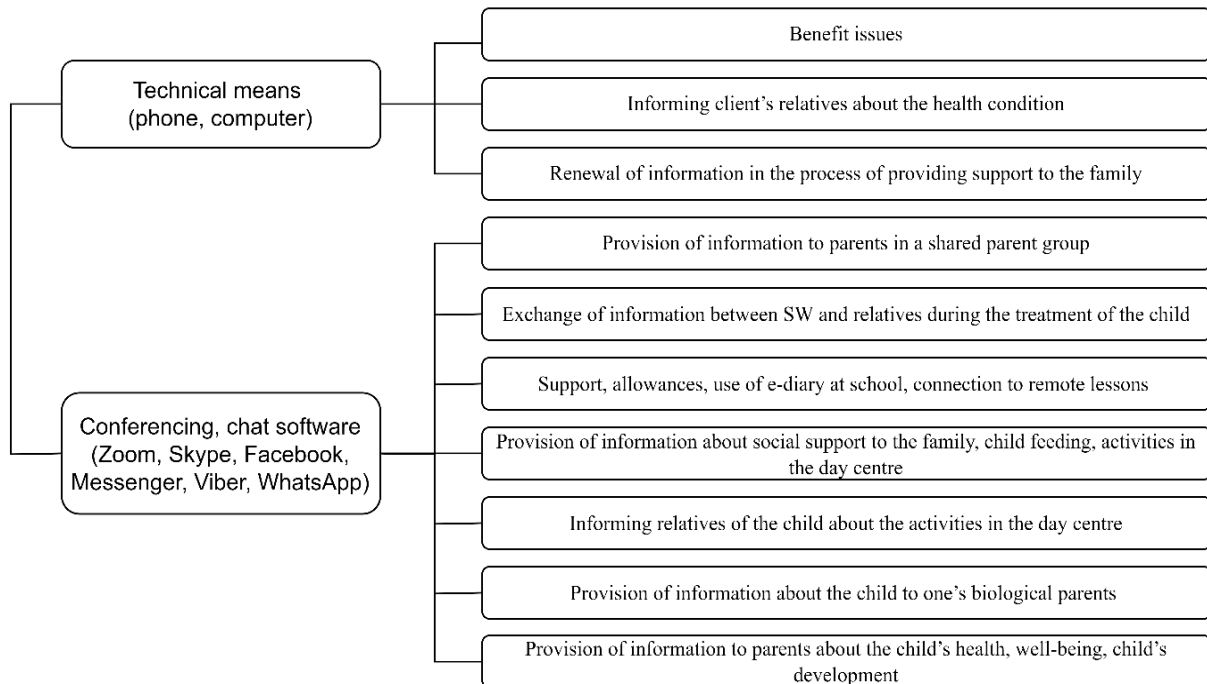 Technical means
(phone, computer)
Benefit issues
Informing client’s relatives about the health condition
Renewal of information in the process of providing support to the family
Conferencing, chat software
(Zoom, Skype, Facebook,
Messenger, Viber, WhatsApp)
Provision of information to parents in a shared parent group
Exchange of information between SW and relatives during the treatment of the child
Support, allowances, use of e-diary at school, connection to remote lessons
Provision of information about social support to the family, child feeding, activities in
the day centre
Informing relatives of the child about the activities in the day centre
Provision of information about the child to one’s biological parents
Provision of information to parents about the child’s health, well-being, child’s
development